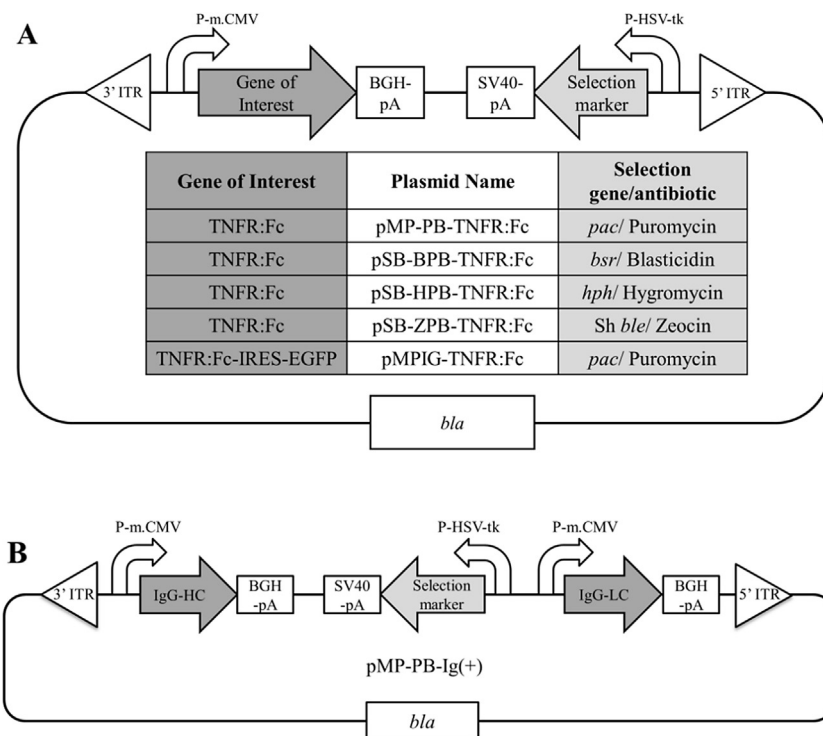 A
P-m.CMV
P-HSV-tk
3’ ITR
Gene of
Interest
BGH-
pA
SV40-
pA
Selection
marker
5’ ITR
Gene of Interest Plasmid Name Selection
gene/antibiotic
TNFR:Fc pMP-PB-TNFR:Fc pac/ Puromycin
TNFR:Fc pSB-BPB-TNFR:Fc bsr/ Blasticidin
TNFR:Fc pSB-HPB-TNFR:Fc hph/ Hygromycin
TNFR:Fc pSB-ZPB-TNFR:Fc Sh ble/ Zeocin
TNFR:Fc-IRES-EGFP pMPIG-TNFR:Fc pac/ Puromycin
bla
B
P-m.CMV
P-HSV-tk
P-m.CMV
3’ ITR
IgG-HC
BGH
-pA
SV40
-pA
Selection
marker
IgG-LC
BGH
-pA
5’ ITR
pMP-PB-Ig(+)
bla